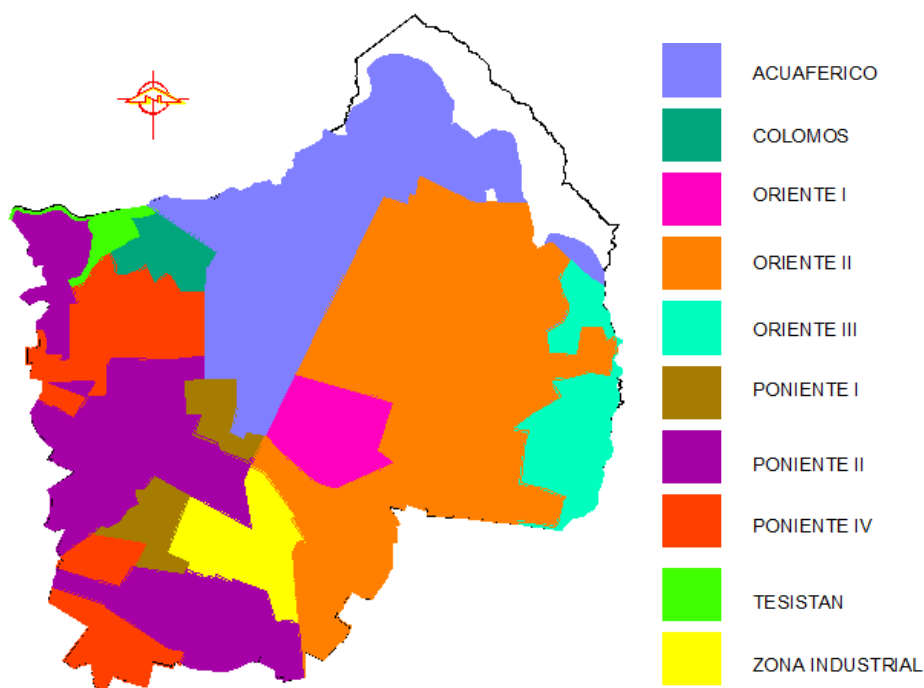 ACUAFERICO
COLOMOS
ORIENTE I
ORIENTE II
ORIENTE III
PONIENTE I
PONIENTE II
PONIENTE IV
TESISTAN
ZONA INDUSTRIAL